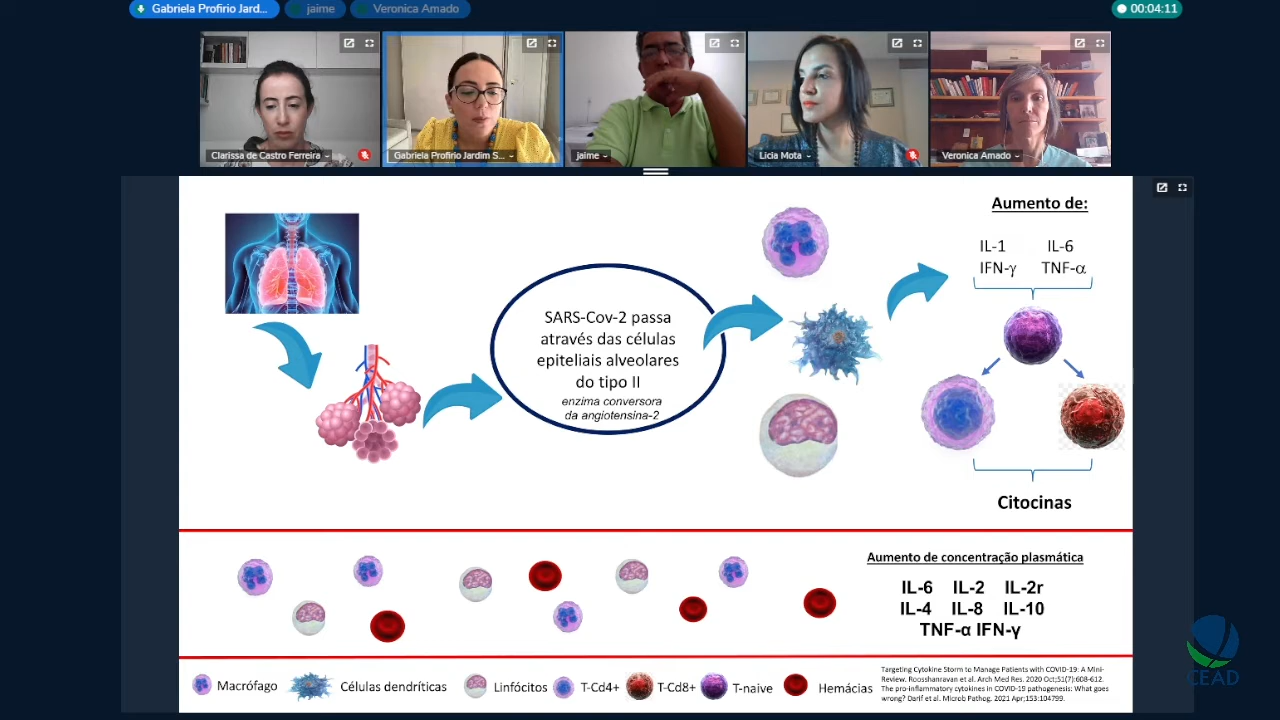 Gabriela Profirio Jard...
jaime
Veronica Amado
00:04:11
Clarissa de Castro Ferreira
Gabriela Profirio Jardim S...
jaime
Licia Mota
Veronica Amado
SARS-Cov-2 passa
através das células
epiteliais alveolares
do tipo II
enzima conversora
da angiotensina-2
Aumento de:
IL-1 IL-6
IFN-γ TNF-α
Citocinas
Aumento de concentração plasmática
IL-6 IL-2 IL-2r
IL-4 IL-8 IL-10
TNF-α IFN-γ
Macrófago Células dendríticas Linfócitos T-Cd4+ T-Cd8+ T-naive Hemácias
Targeting Cytokine Storm to Manage Patients with COVID-19: A Mini-
Review. Roosshanravan et al. Arch Med Res. 2020 Oct;51(7):608-612.
The pro-inflammatory cytokines in COVID-19 pathogenesis: What goes
wrong? Darif et al. Microb Pathog. 2021 Apr;153:104799.
CEAD